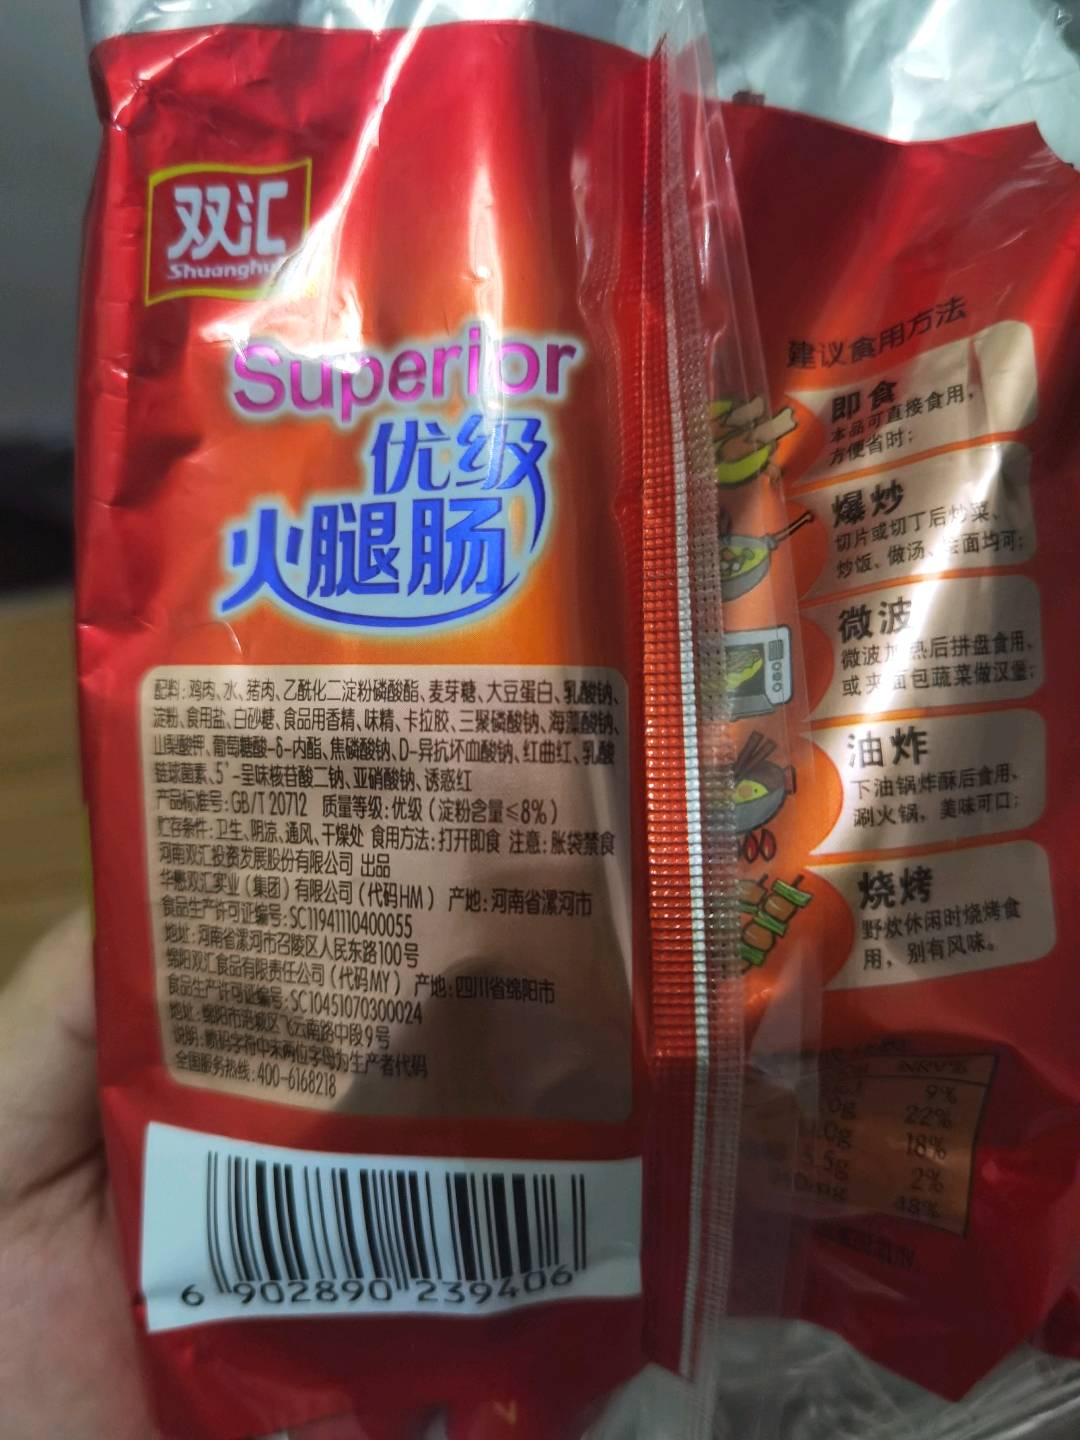 双汇
Shuanghui
Superior
优级
火腿肠
配料:鸡肉、水、猪肉、乙酰化二淀粉磷酸酯、麦芽糖、大豆蛋白、乳酸钠、
淀粉、食用盐、白砂糖、食品用香精、味精、卡拉胶、三聚磷酸钠、海藻酸钠、
山梨酸钾、葡萄糖酸-δ-内酯、焦磷酸钠、D-异抗坏血酸钠、红曲红、乳酸
链球菌素、5'-呈味核苷酸二钠、亚硝酸钠、诱惑红
产品标准号:GB/T 20712 质量等级:优级(淀粉含量≤8%)
贮存条件:卫生、阴凉、通风、干燥处 食用方法:打开即食 注意:胀袋禁食
河南双汇投资发展股份有限公司 出品
华懋双汇实业(集团)有限公司(代码HM) 产地:河南省漯河市
食品生产许可证编号:SC11941110400055
地址:河南省漯河市召陵区人民东路100号
绵阳双汇食品有限责任公司(代码MY) 产地:四川省绵阳市
食品生产许可证编号:SC10451070300024
地址:绵阳市涪城区飞云南路中段9号
说明:喷码字符中末两位字母为生产者代码
全国服务热线:400-6168218
6 902890 239406
建议食用方法
即食
本品可直接食用,
方便省时;
爆炒
切片或切丁后炒菜、
炒饭、做汤、面均可;
微波
微波加热后拼盘食用、
或夹面包蔬菜做汉堡;
油炸
下油锅炸酥后食用、
涮火锅,美味可口;
烧烤
野炊休闲时烧烤食
用,别有风味。
NRV%
9%
0g 22%
.0g 18%
5.5g 2%
48%